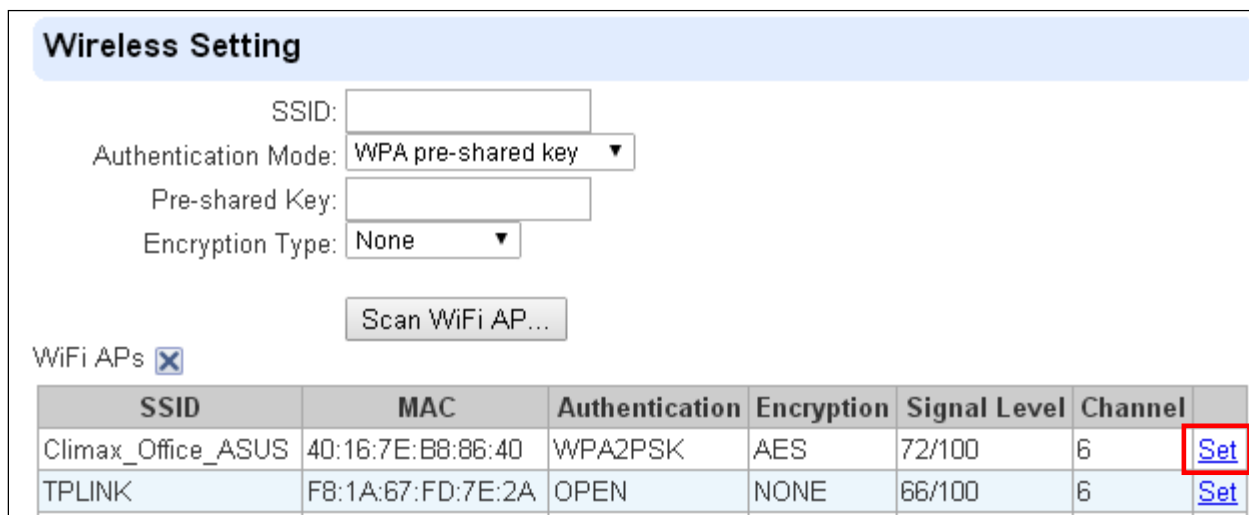 Wireless Setting
SSID:
Authentication Mode: WPA pre-shared key
Pre-shared Key:
Encryption Type: None
Scan WiFi AP...
WiFi APs
SSID MAC Authentication Encryption Signal Level Channel
Climax_Office_ASUS 40:16:7E:B8:86:40 WPA2PSK AES 72/100 6 Set
TPLINK F8:1A:67:FD:7E:2A OPEN NONE 66/100 6 Set